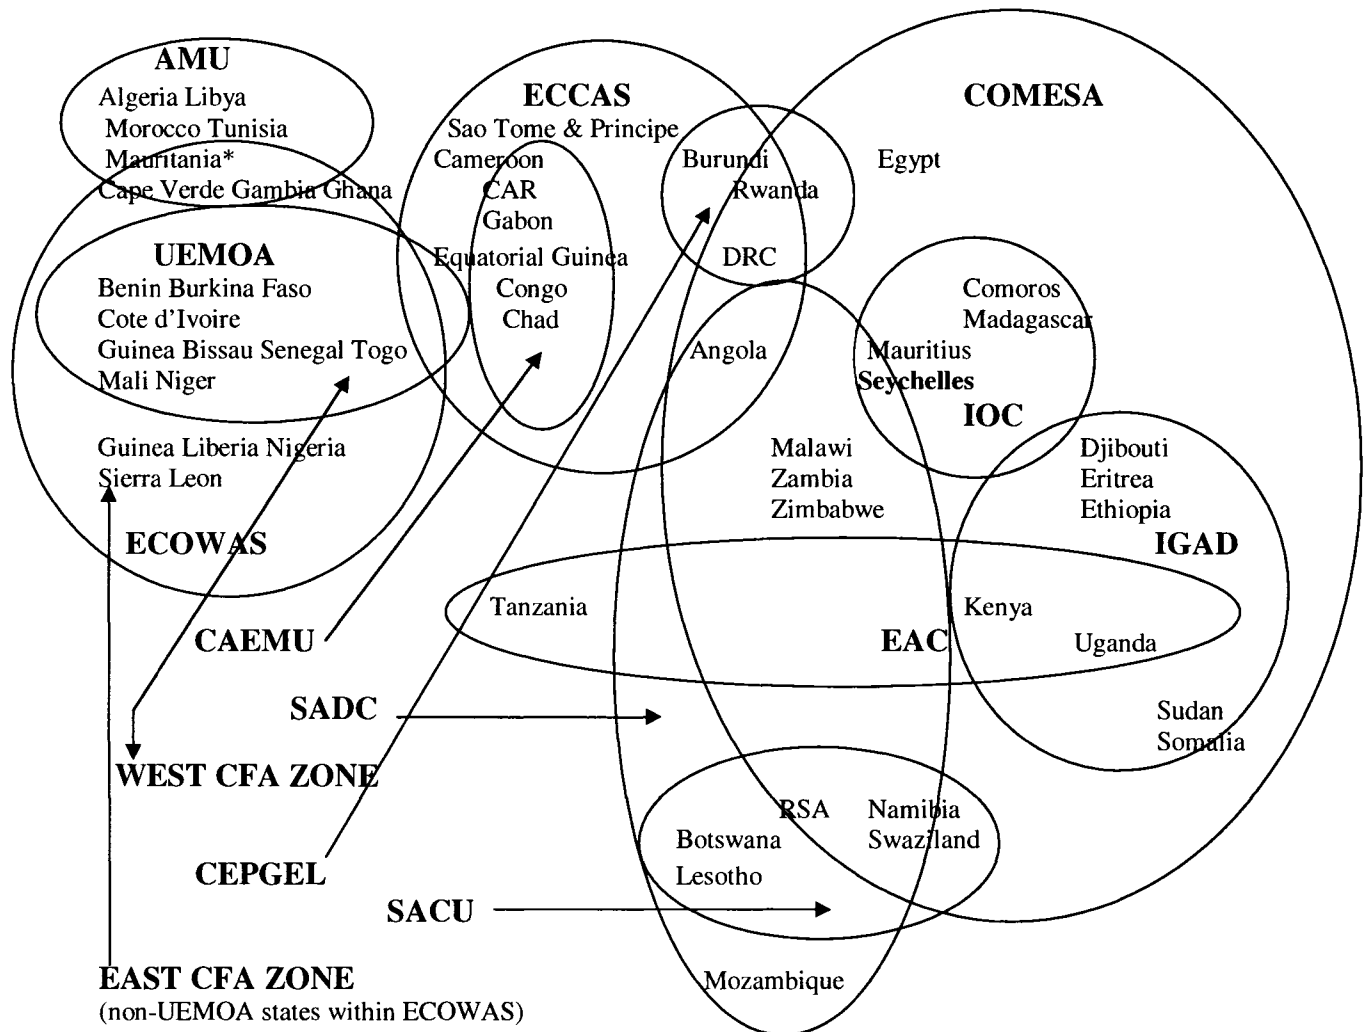 AMU
Algeria Libya
Morocco Tunisia
Mauritania*
Cape Verde Gambia Ghana
UEMOA
Benin Burkina Faso
Cote d'Ivoire
Guinea Bissau Senegal Togo
Mali Niger
Guinea Liberia Nigeria
Sierra Leon
ECOWAS
ECCAS
Sao Tome & Principe
Cameroon
CAR
Gabon
Equatorial Guinea
Congo
Chad
Burundi
Rwanda
DRC
Angola
COMESA
Egypt
Comoros
Madagascar
Mauritius
Seychelles
IOC
Malawi
Zambia
Zimbabwe
Djibouti
Eritrea
Ethiopia
IGAD
Tanzania
Kenya
EAC
Uganda
Sudan
Somalia
CAEMU
SADC
WEST CFA ZONE
RSA
Namibia
Botswana
Swaziland
Lesotho
CEPGEL
SACU
Mozambique
EAST CFA ZONE
(non-UEMOA states within ECOWAS)